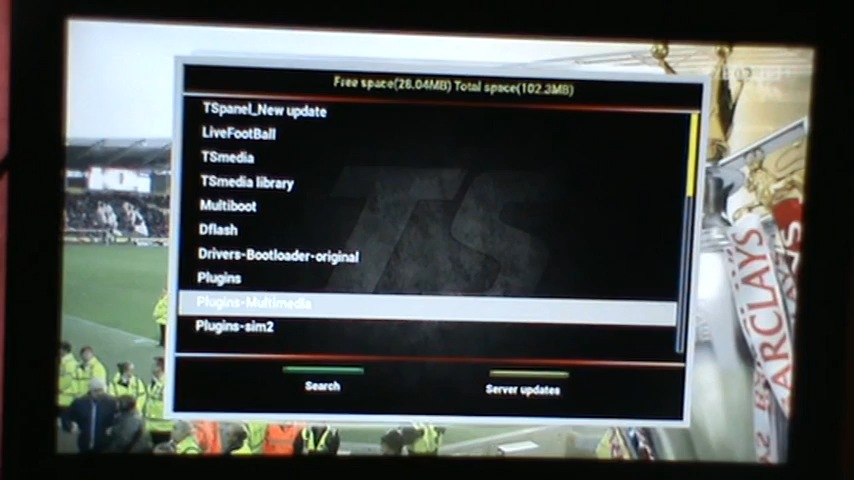 Free space(28.04MB) Total space(102.3MB)
TSpanel_New update
LiveFootBall
TSmedia
TSmedia library
Multiboot
Dflash
Drivers-Bootloader-original
Plugins
Plugins-Multimedia
Plugins-sim2
Search
Server updates
TS
BARCLAYS